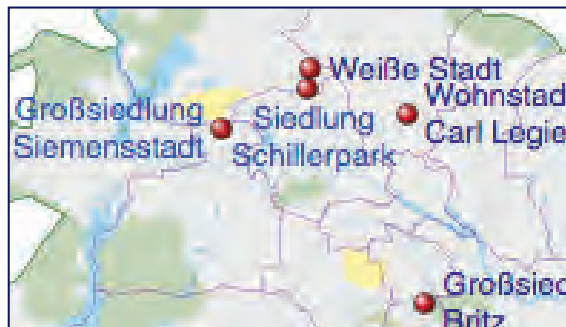 Weiße Stadt
Großsiedlung
Siemensstadt
Siedlung
Schillerpark
Wohnstad
Carl Legie
Großsied
Britz